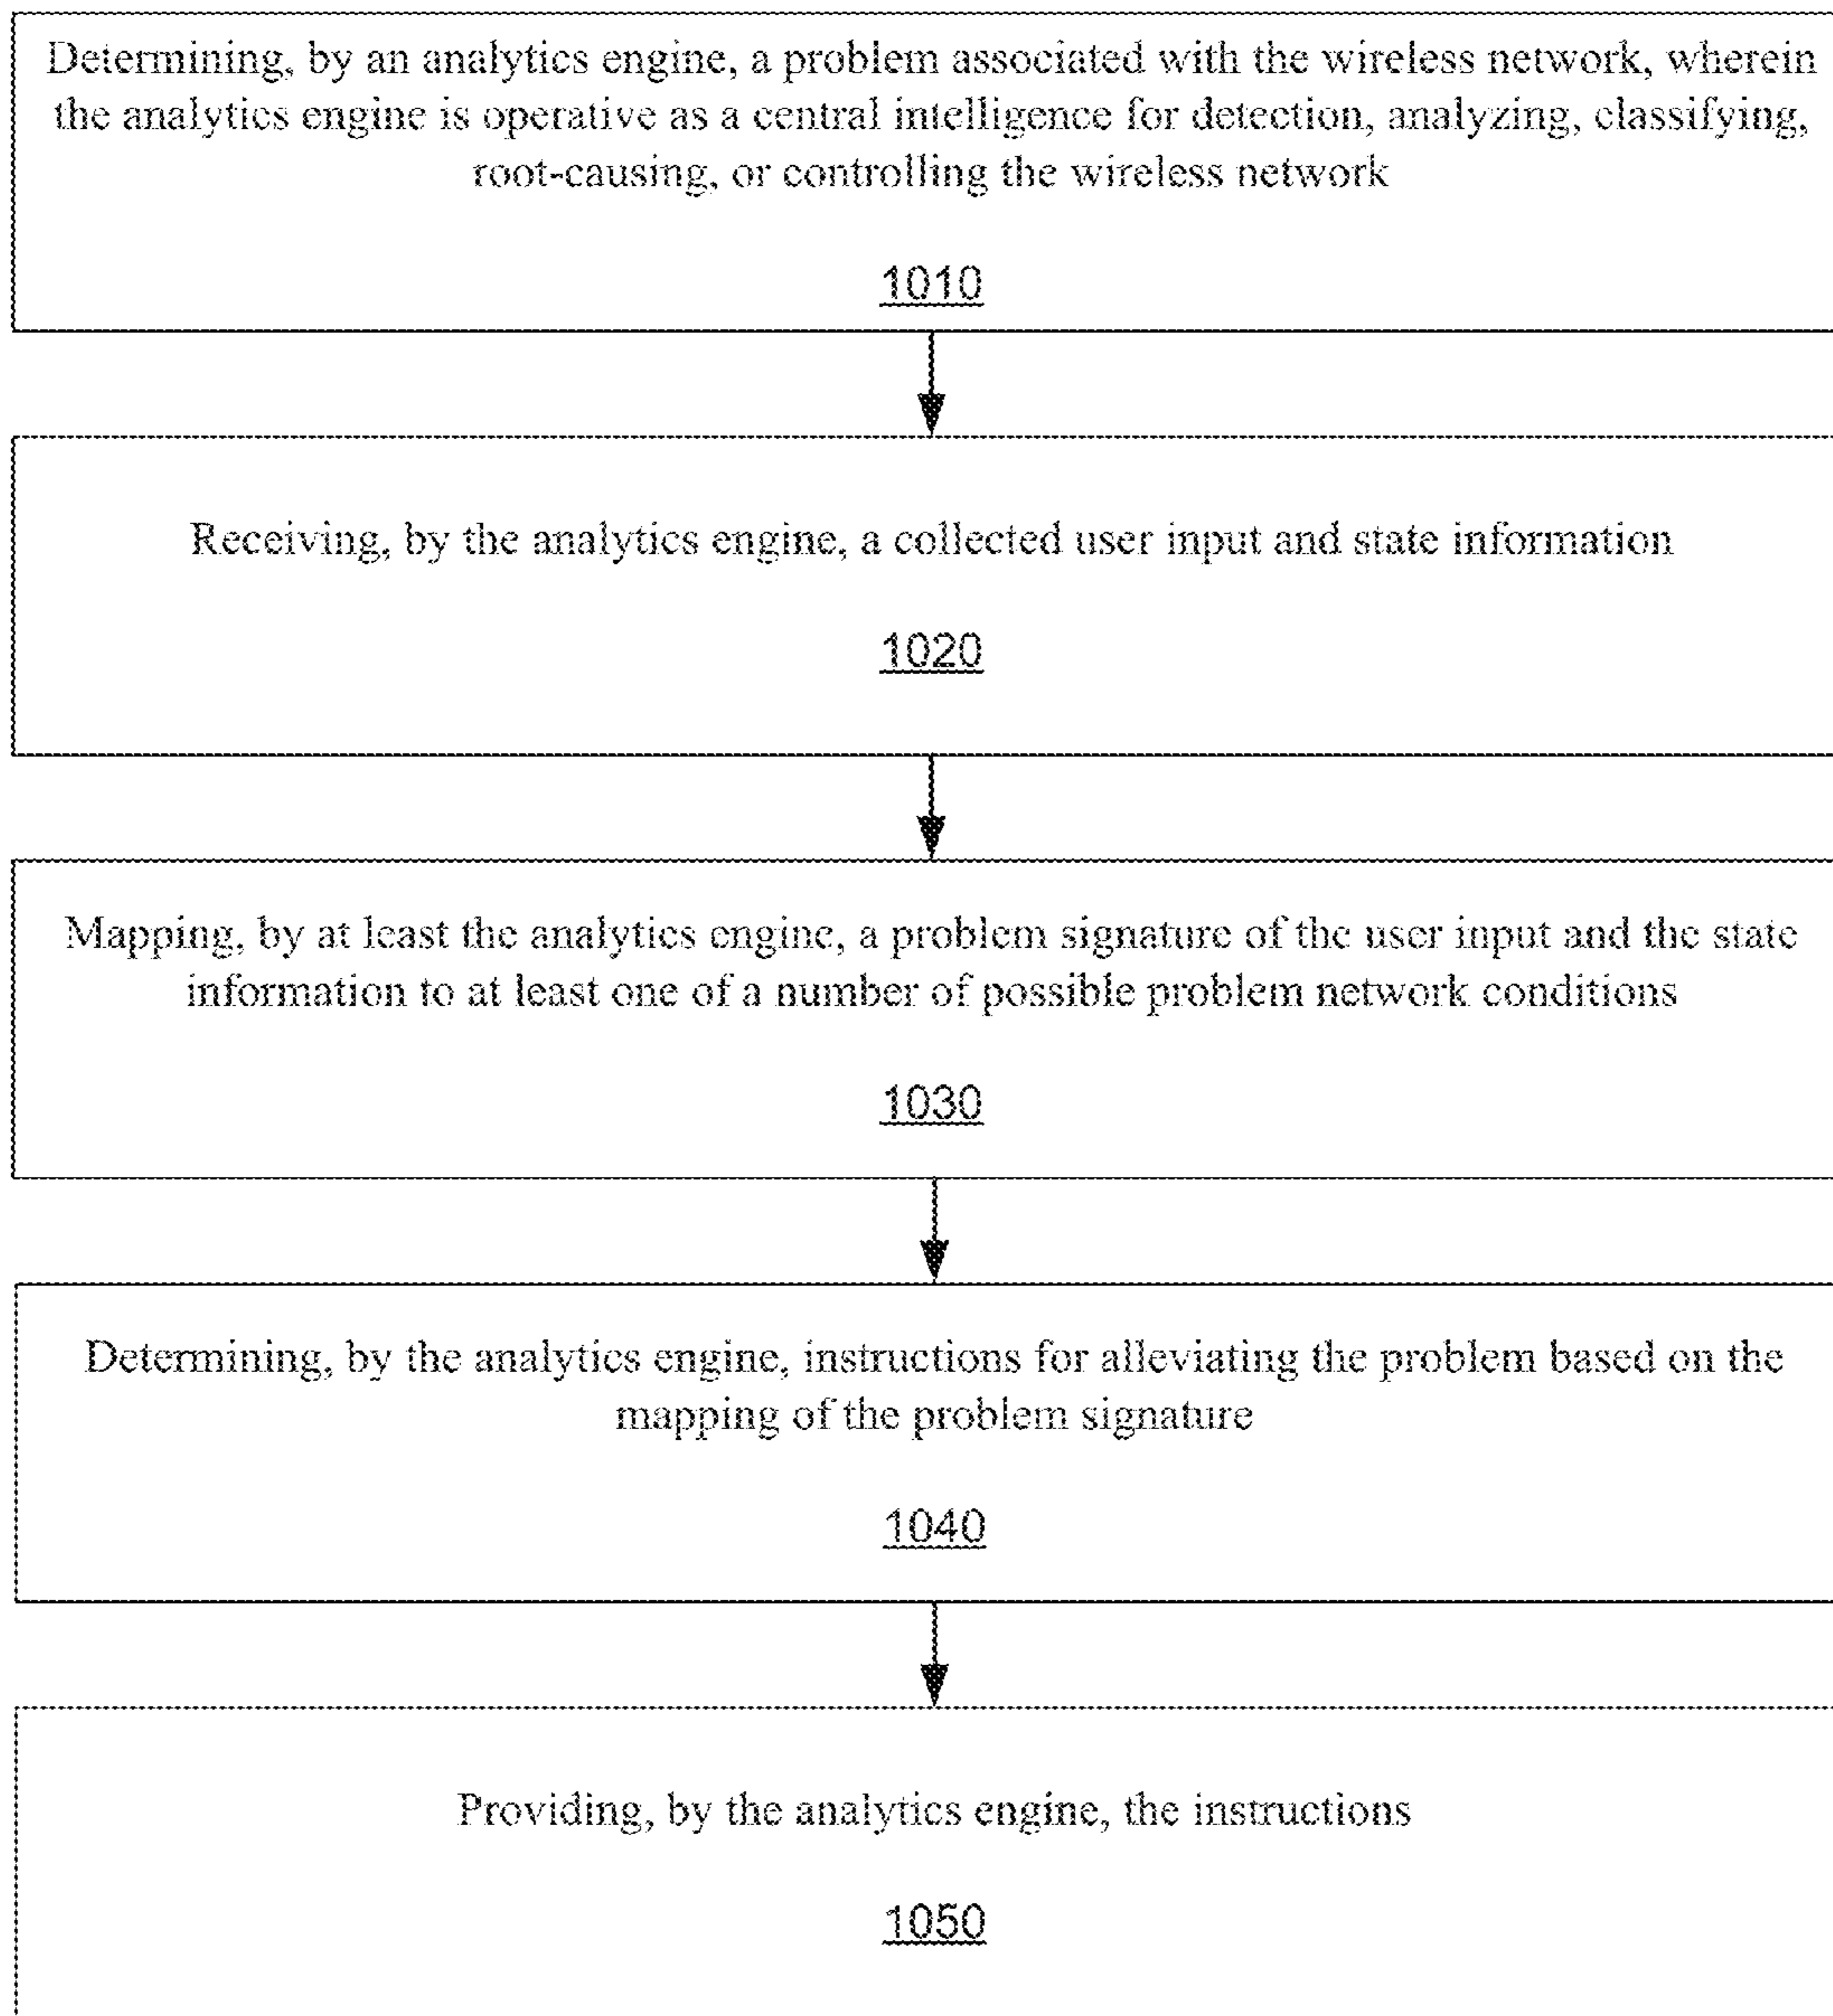 Determining, by an analytics engine, a problem associated with the wireless network, wherein
the analytics engine is operative as a central intelligence for detection, analyzing, classifying,
root-causing, or controlling the wireless network
1010
Receiving, by the analytics engine, a collected user input and state information
1020
Mapping, by at least the analytics engine, a problem signature of the user input and the state
information to at least one of a number of possible problem network conditions
1030
Determining, by the analytics engine, instructions for alleviating the problem based on the
mapping of the problem signature
1040
Providing, by the analytics engine, the instructions
1050